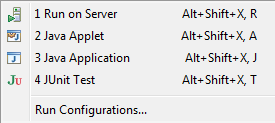 1 Run on Server Alt+Shift+X, R
2 Java Applet Alt+Shift+X, A
3 Java Application Alt+Shift+X, J
Ju 4 JUnit Test Alt+Shift+X, T
Run Configurations...